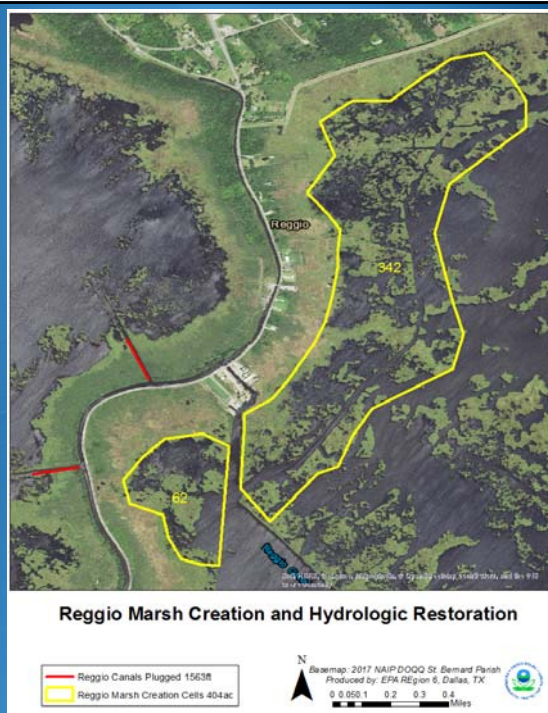 Reggio
342
62
Reggio
Reggio Marsh Creation and Hydrologic Restoration
Reggio Canals Plugged 1563ft
Reggio Marsh Creation Cells 404ac
N
Basemap: 2017 NAIP DOQQ St. Bernard Parish
Produced by: EPA REgion 6, Dallas, TX
0 0.05 0.1 0.2 0.3 0.4
Miles